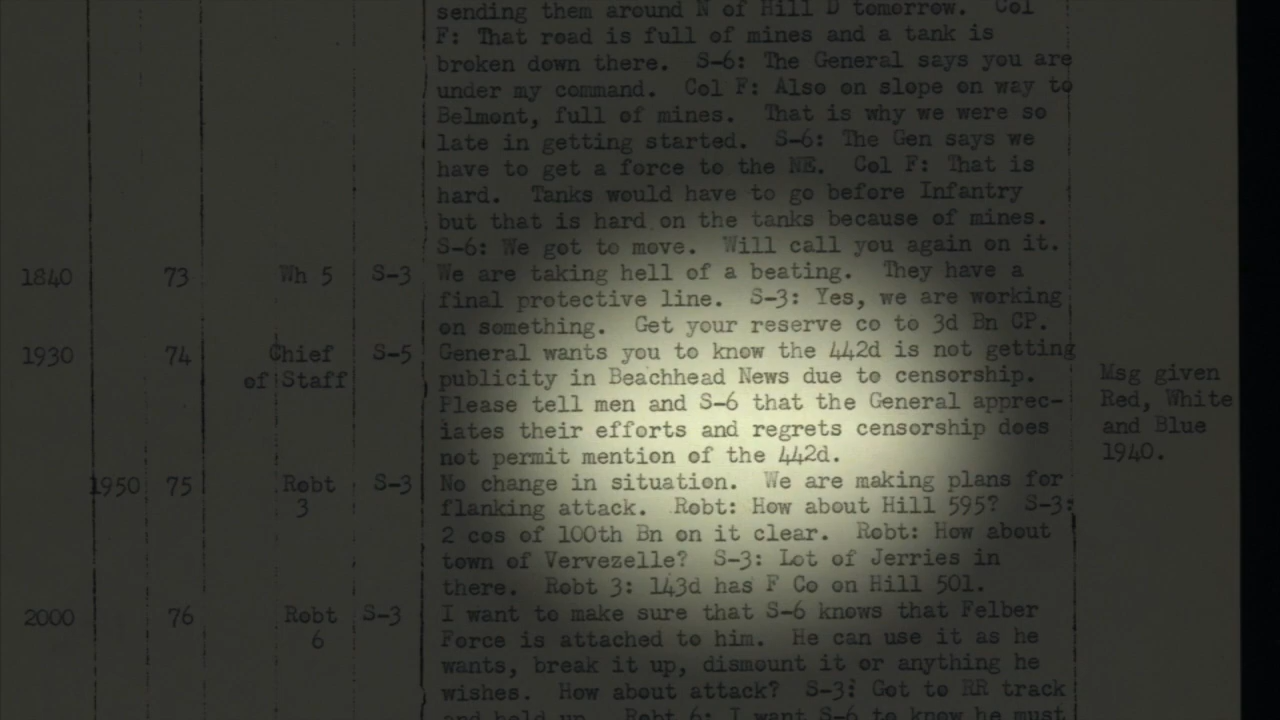 sending them around N of Hill D tomorrow. Col
F: That road is full of mines and a tank is
broken down there. S-6: The General says you are
under my command. Col F: Also on slope on way to
Belmont, full of mines. That is why we were so
late in getting started. S-6: The Gen says we
have to get a force to the NE. Col F: That is
hard. Tanks would have to go before Infantry
but that is hard on the tanks because of mines.
S-6: We got to move. Will call you again on it.
1840 73 Wh 5 S-3 We are taking hell of a beating. They have a
final protective line. S-3: Yes, we are working
on something. Get your reserve co to 3d Bn CP.
1930 74 Chief S-5 General wants you to know the 442d is not getting
of Staff publicity in Beachhead News due to censorship. Msg given
Please tell men and S-6 that the General apprec- Red, White
iates their efforts and regrets censorship does and Blue
not permit mention of the 442d. 1940.
1950 75 Robt S-3 No change in situation. We are making plans for
3 flanking attack. Robt: How about Hill 595? S-3:
2 cos of 100th Bn on it clear. Robt: How about
town of Vervezelle? S-3: Lot of Jerries in
there. Robt 3: 143d has F Co on Hill 501.
2000 76 Robt S-3 I want to make sure that S-6 knows that Felber
6 Force is attached to him. He can use it as he
wants, break it up, dismount it or anything he
wishes. How about attack? S-3: Got to RR track
and held up. Robt 6: I want S-6 to know he must